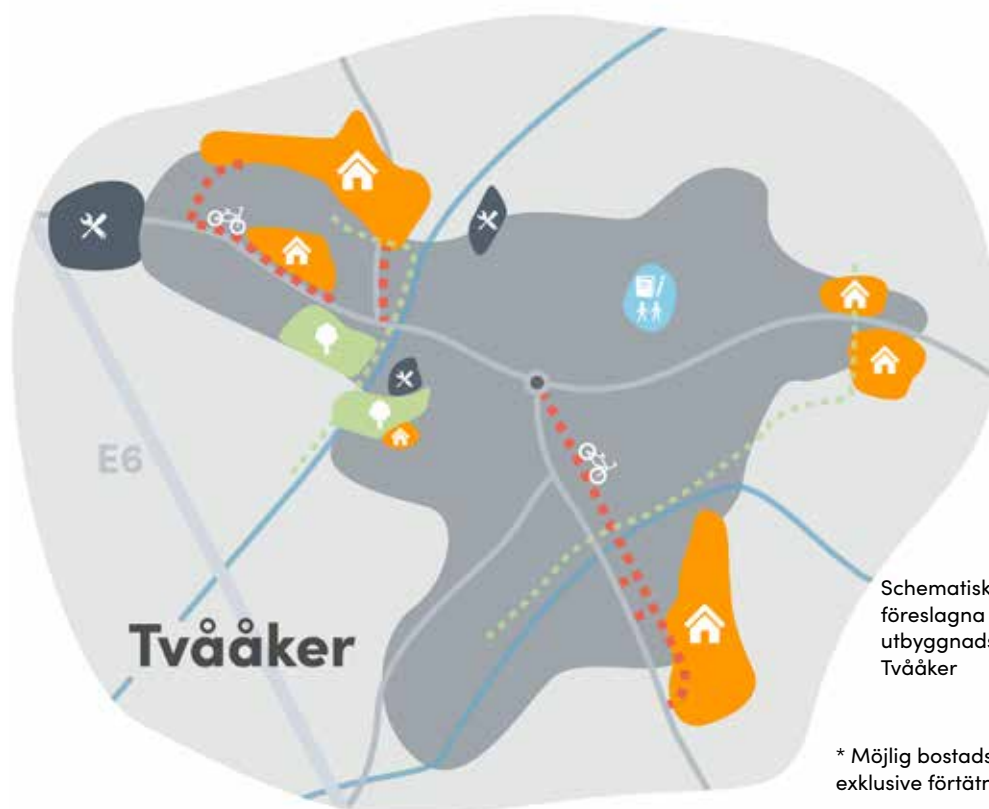 E6
Tvååker
Schematisk
föreslagna
utbyggnads
Tvååker
* Möjlig bostads
exklusive förtätn